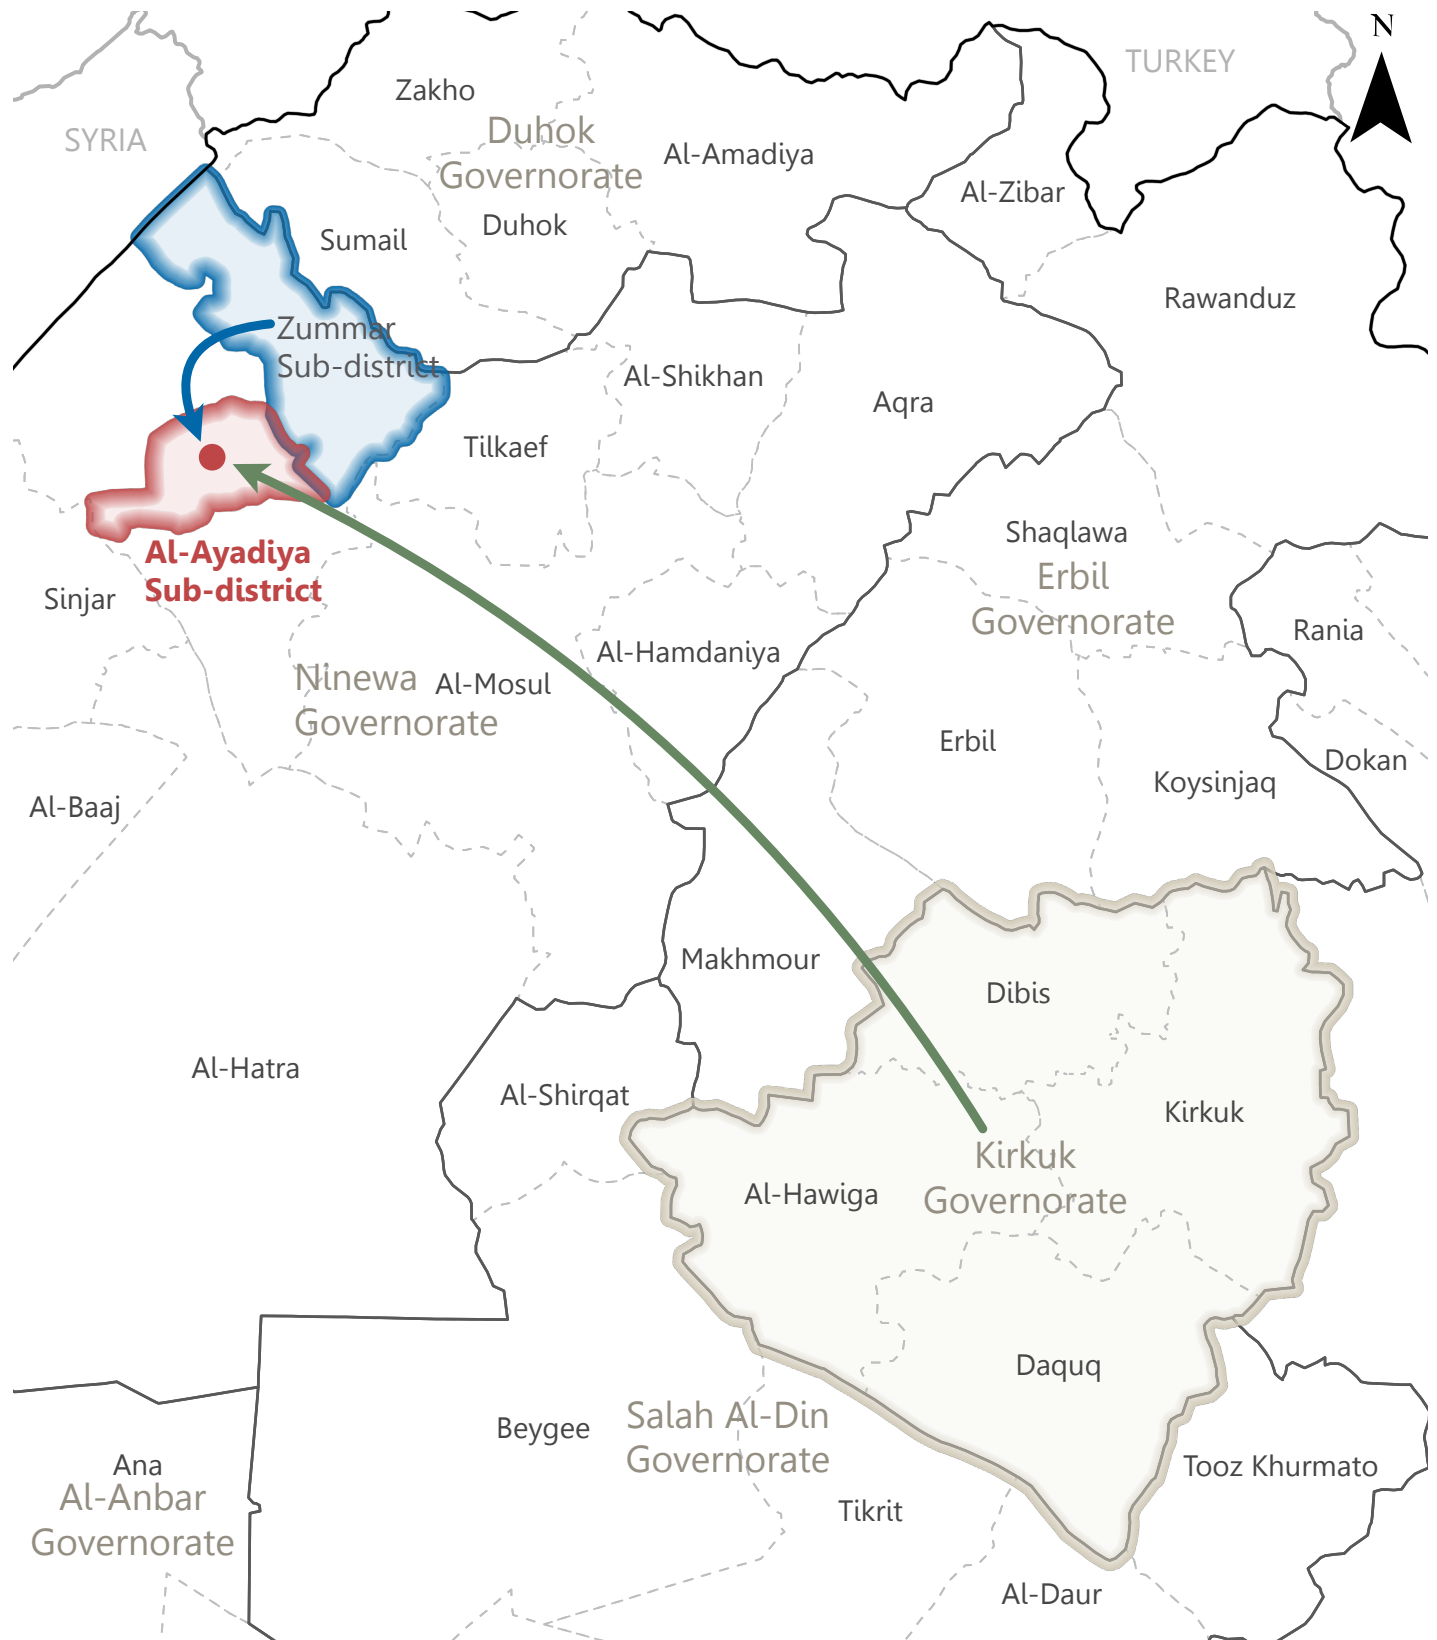 N
TURKEY
Zakho
SYRIA
Duhok
Governorate
Al-Amadiya
Al-Zibar
Duhok
Sumail
Rawanduz
Zummar
Sub-district
Al-Shikhan
Aqra
Tilkaef
Shaqlawa
Al-Ayadiya
Sub-district
Erbil
Governorate
Sinjar
Rania
Al-Hamdaniya
Ninewa
Governorate
Al-Mosul
Erbil
Dokan
Koysinjaq
Al-Baaj
Makhmour
Dibis
Al-Hatra
Al-Shirqat
Kirkuk
Kirkuk
Governorate
Al-Hawiga
Daquq
Salah Al-Din
Governorate
Beygee
Ana
Al-Anbar
Governorate
Tooz Khurmato
Tikrit
Al-Daur